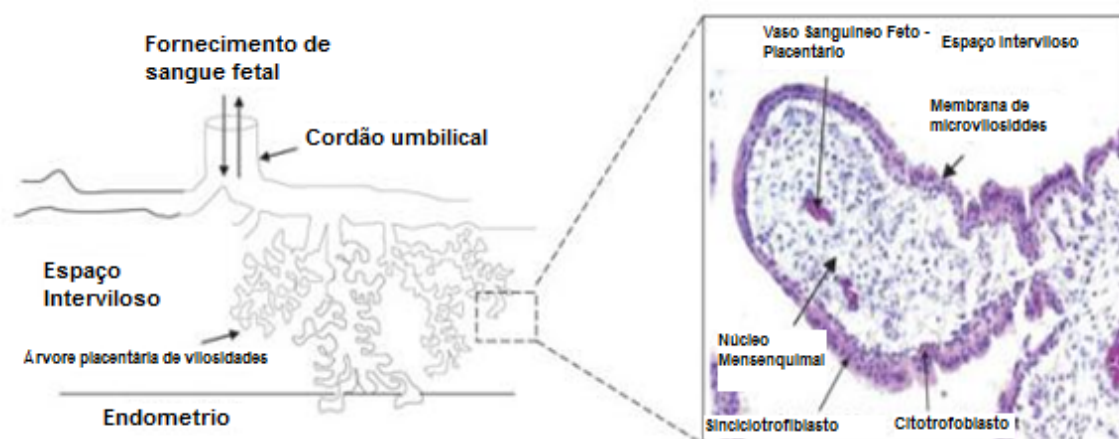 Fornecimento de
sangue fetal
Cordão umbilical
Espaço
Interviloso
Árvore placentária de vilosidades
Endometrio
Vaso Sanguíneo Feto -
Placentário
Espaço Interviloso
Membrana de
microvilosiddes
Núcleo
Mensenquimal
Sinciciotrofiblasto
Citotrofoblasto t